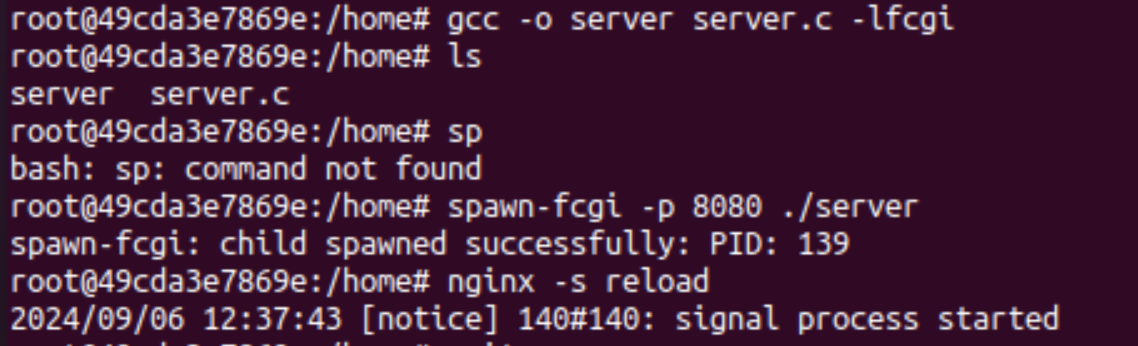 root@49cda3e7869e:/home# gcc -o server server.c -lfcgi
root@49cda3e7869e:/home# ls
server  server.c
root@49cda3e7869e:/home# sp
bash: sp: command not found
root@49cda3e7869e:/home# spawn-fcgi -p 8080 ./server
spawn-fcgi: child spawned successfully: PID: 139
root@49cda3e7869e:/home# nginx -s reload
2024/09/06 12:37:43 [notice] 140#140: signal process started